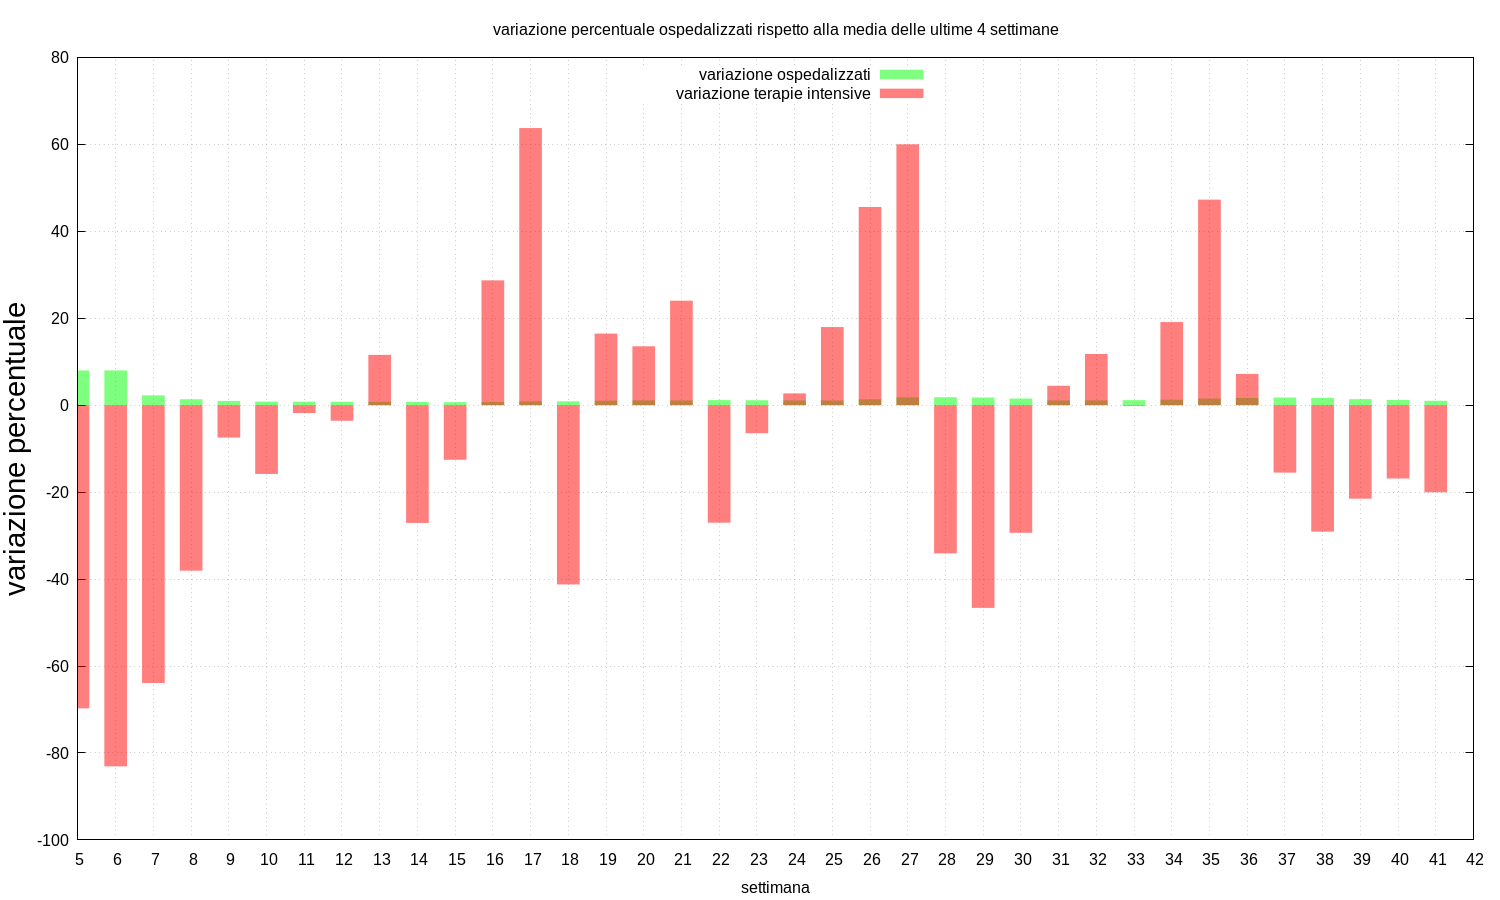 variazione percentuale ospedalizzati rispetto alla media delle ultime 4 settimane
variazione ospedalizzati
variazione terapie intensive
variazione percentuale
80
60
40
20
0
-20
-40
-60
-80
-100
5 6 7 8 9 10 11 12 13 14 15 16 17 18 19 20 21 22 23 24 25 26 27 28 29 30 31 32 33 34 35 36 37 38 39 40 41 42
settimana